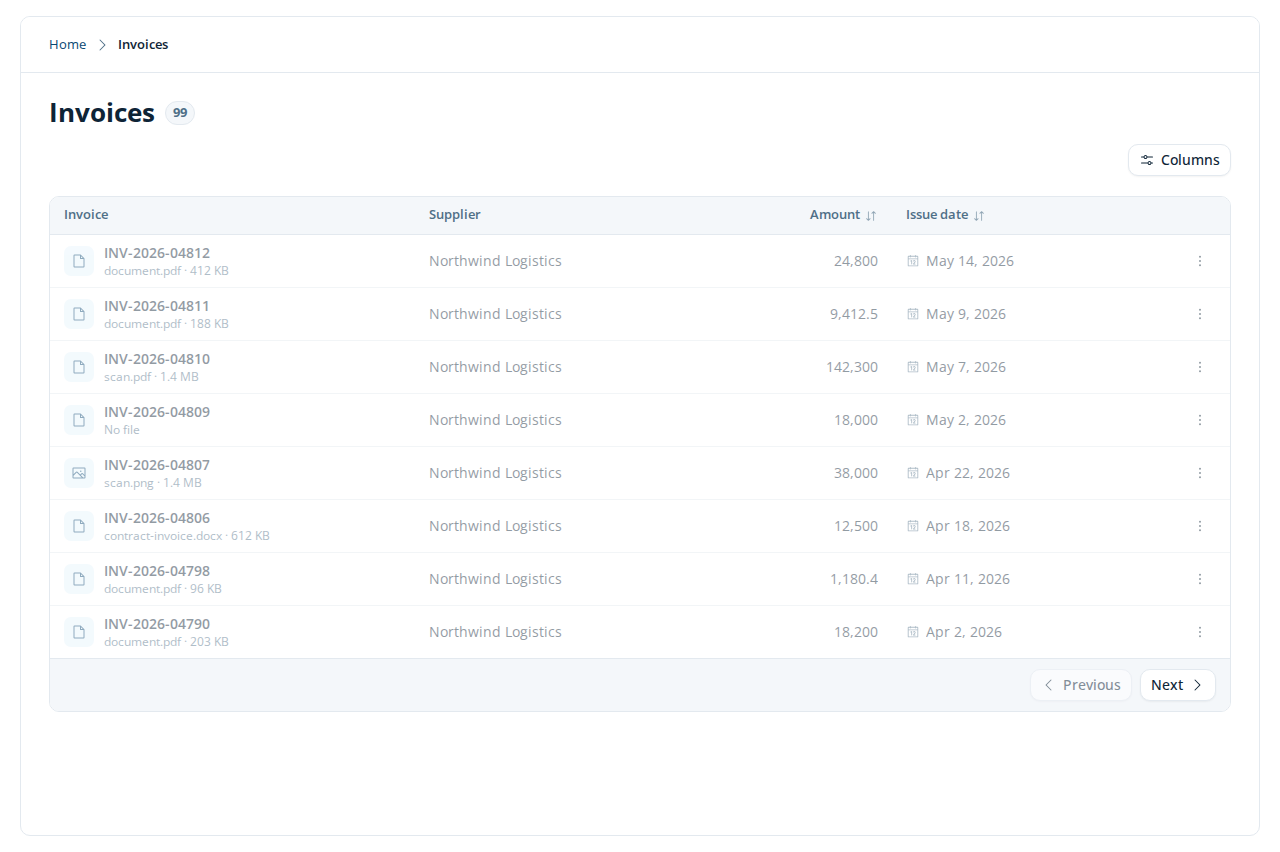 Home Invoices
Invoices 99
Columns
Invoice Supplier Amount Issue date
INV-2026-04812
document.pdf · 412 KB
Northwind Logistics 24,800 May 14, 2026
INV-2026-04811
document.pdf · 188 KB
Northwind Logistics 9,412.5 May 9, 2026
INV-2026-04810
scan.pdf · 1.4 MB
Northwind Logistics 142,300 May 7, 2026
INV-2026-04809
No file
Northwind Logistics 18,000 May 2, 2026
INV-2026-04807
scan.png · 1.4 MB
Northwind Logistics 38,000 Apr 22, 2026
INV-2026-04806
contract-invoice.docx · 612 KB
Northwind Logistics 12,500 Apr 18, 2026
INV-2026-04798
document.pdf · 96 KB
Northwind Logistics 1,180.4 Apr 11, 2026
INV-2026-04790
document.pdf · 203 KB
Northwind Logistics 18,200 Apr 2, 2026
Previous Next